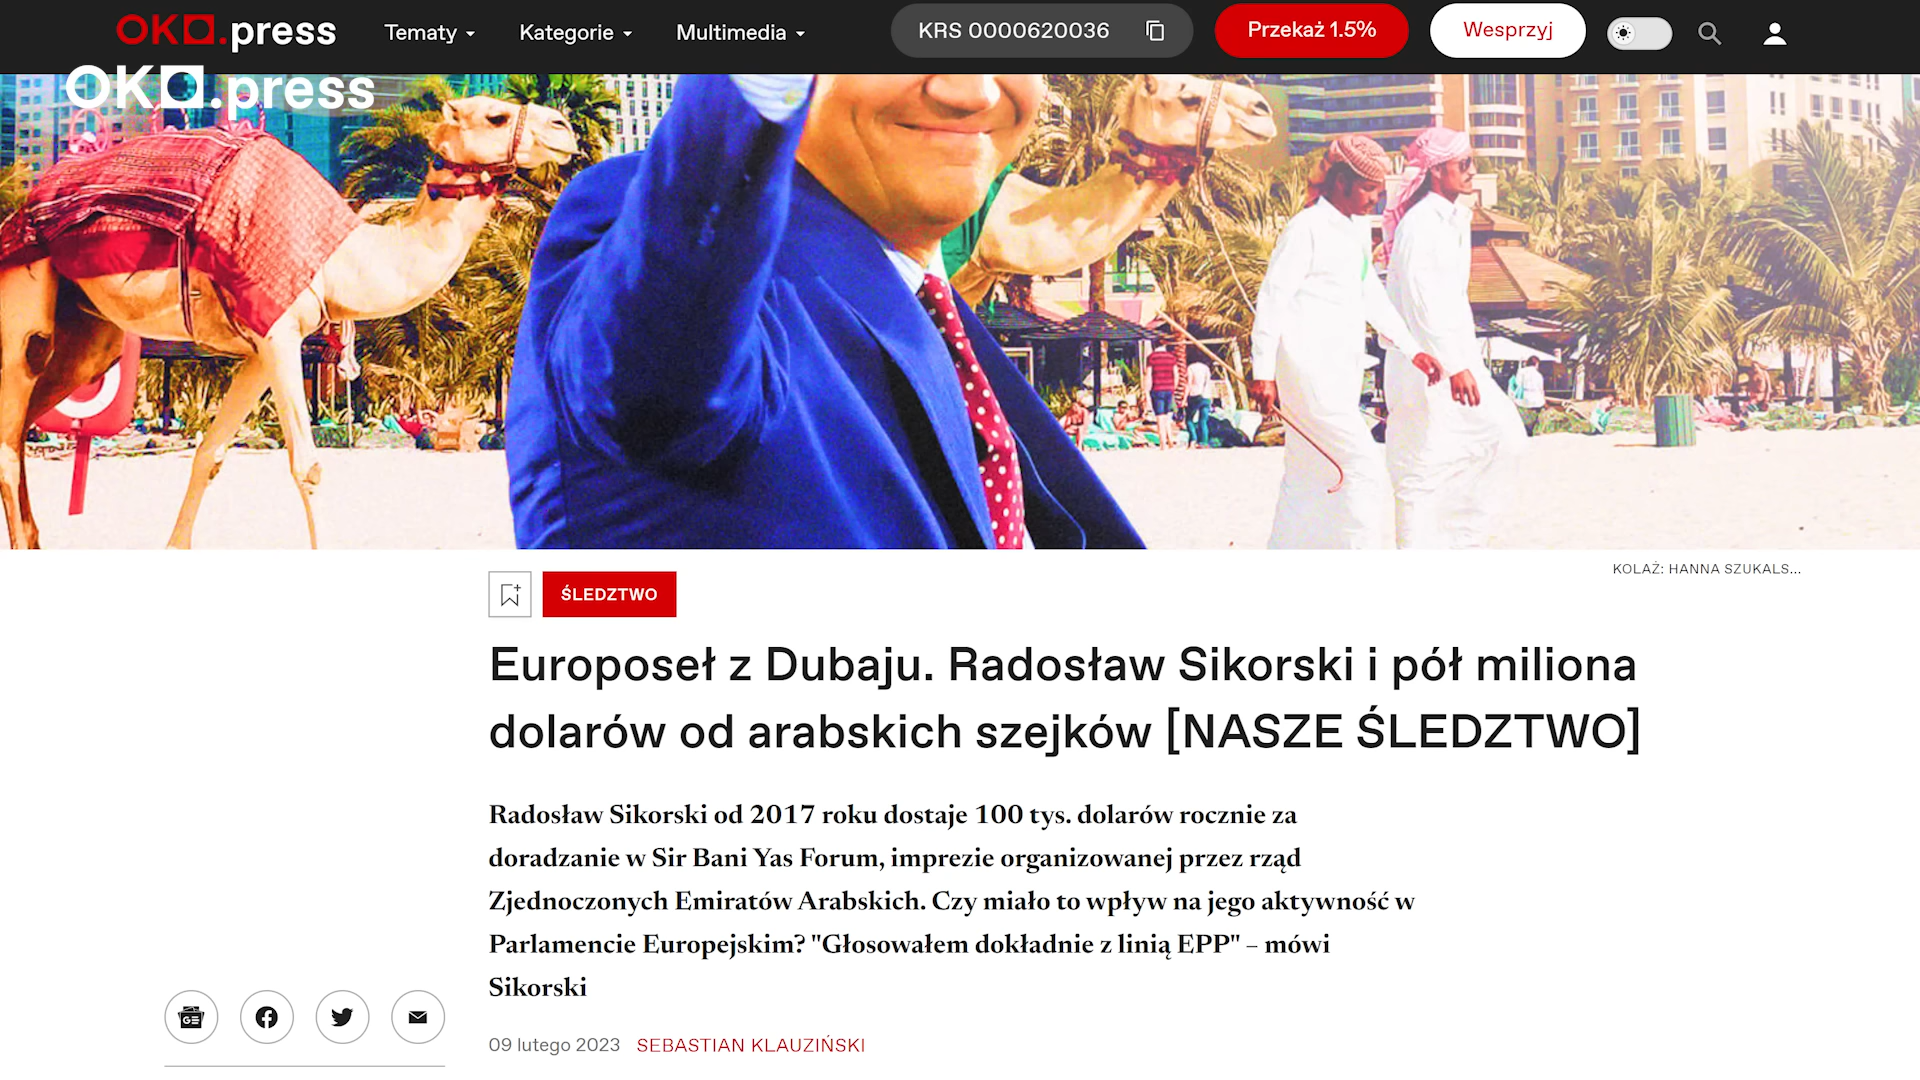 OKO.press
Tematy
Kategorie
Multimedia
KRS 0000620036
Przekaż 1.5%
Wesprzyj
OKO.press
KOLAŻ: HANNA SZUKALS...
ŚLEDZTWO
Europoseł z Dubaju. Radosław Sikorski i pół miliona
dolarów od arabskich szejków [NASZE ŚLEDZTWO]
Radosław Sikorski od 2017 roku dostaje 100 tys. dolarów rocznie za
doradzanie w Sir Bani Yas Forum, imprezie organizowanej przez rząd
Zjednoczonych Emiratów Arabskich. Czy miało to wpływ na jego aktywność w
Parlamencie Europejskim? "Głosowałem dokładnie z linią EPP" – mówi
Sikorski
09 lutego 2023 SEBASTIAN KLAUZIŃSKI